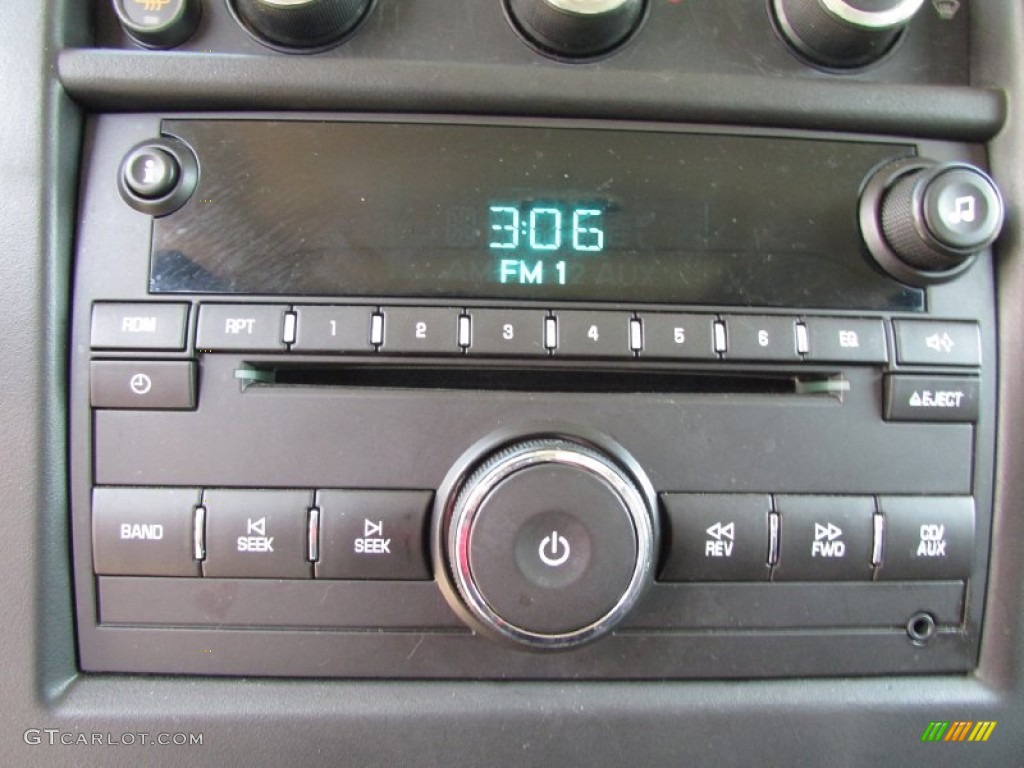 i
3:06
FM 1
RDM
RPT
1
2
3
4
5
6
EQ
EJECT
BAND
SEEK
SEEK
REV
FWD
CD/
AUX
GTCARLOT.COM